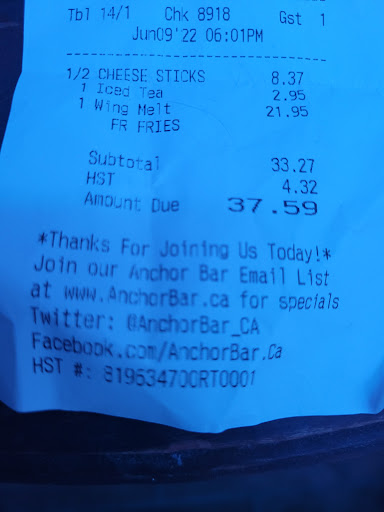 Tbl 14/1 Chk 8918 Gst 1
Jun09'22 06:01PM
1/2 CHEESE STICKS 8.37
1 Iced Tea 2.95
1 Wing Melt 21.95
FR FRIES
Subtotal 33.27
HST 4.32
Amount Due 37.59
*Thanks For Joining Us Today!*
Join our Anchor Bar Email List
at www.AnchorBar.ca for specials
Twitter: @AnchorBar_CA
Facebook.com/AnchorBar.Ca
HST #: 819534700RT0001